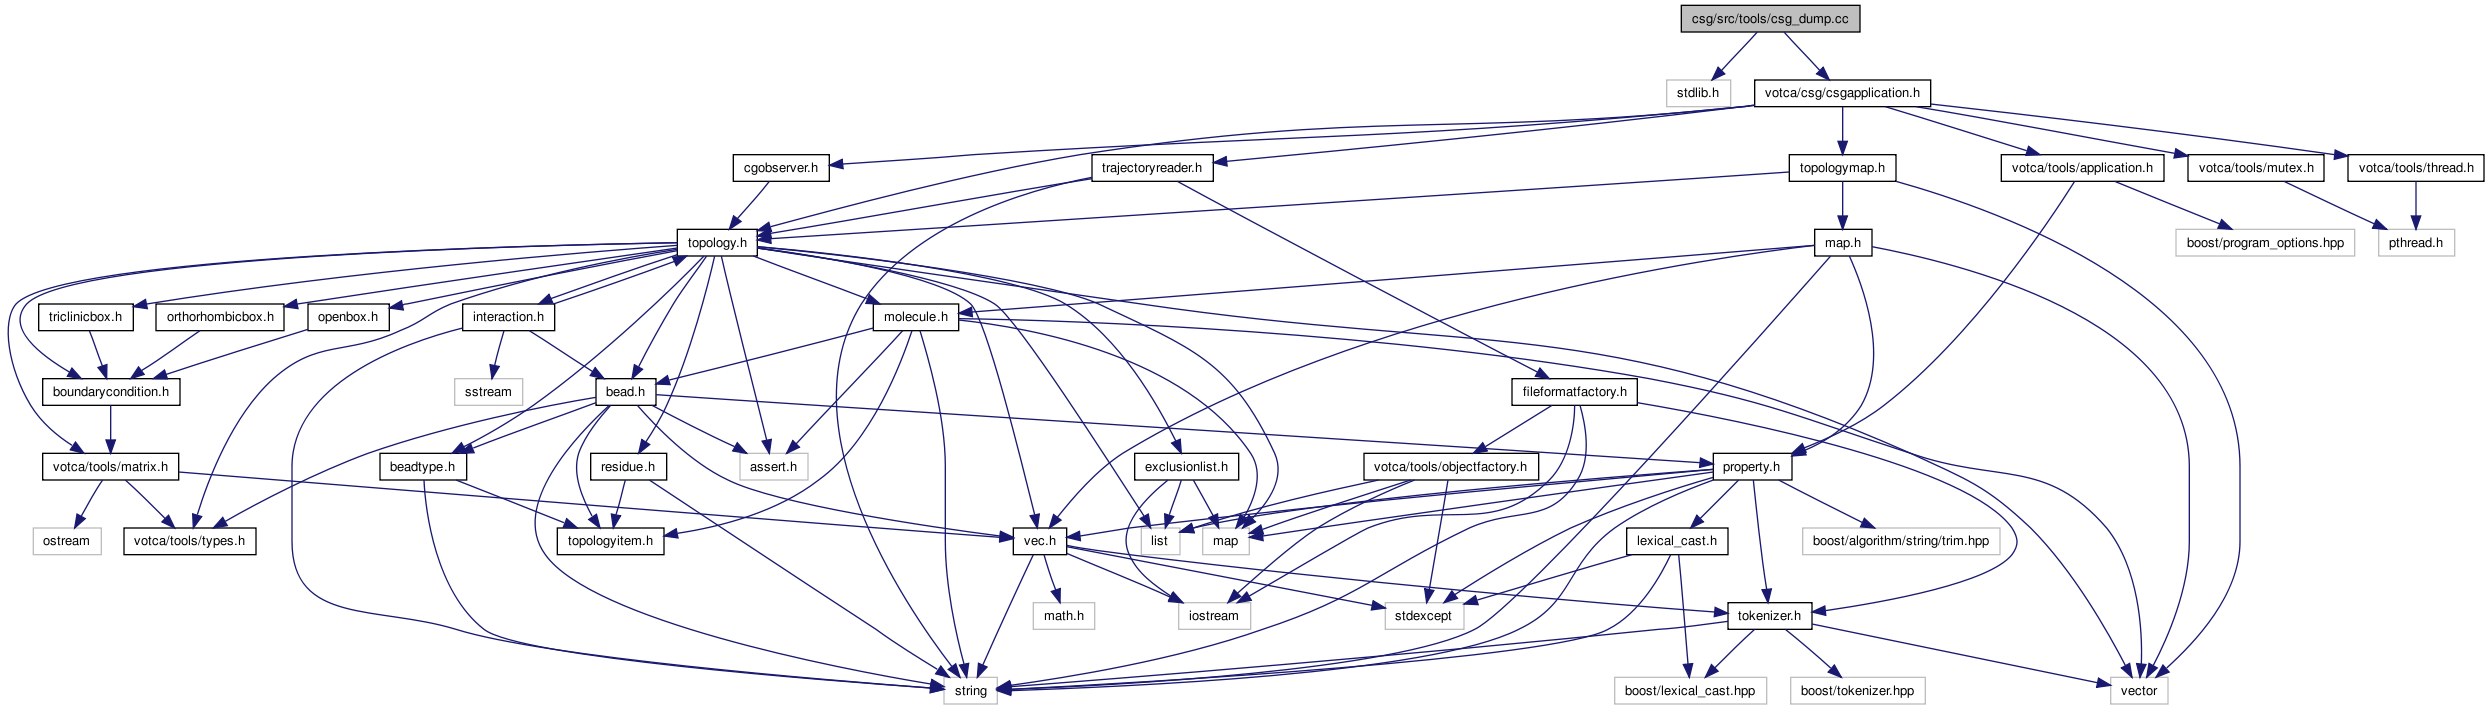 csg/src/tools/csg_dump.cc
stdlib.h
votca/csg/csgapplication.h
cgobserver.h
trajectoryreader.h
topologymap.h
votca/tools/application.h
votca/tools/mutex.h
votca/tools/thread.h
topology.h
map.h
boost/program_options.hpp
pthread.h
triclinicbox.h
orthorhombicbox.h
openbox.h
interaction.h
molecule.h
boundarycondition.h
sstream
bead.h
fileformatfactory.h
votca/tools/matrix.h
beadtype.h
residue.h
assert.h
exclusionlist.h
votca/tools/objectfactory.h
property.h
ostream
votca/tools/types.h
topologyitem.h
vec.h
list
map
lexical_cast.h
boost/algorithm/string/trim.hpp
math.h
iostream
stdexcept
tokenizer.h
string
boost/lexical_cast.hpp
boost/tokenizer.hpp
vector